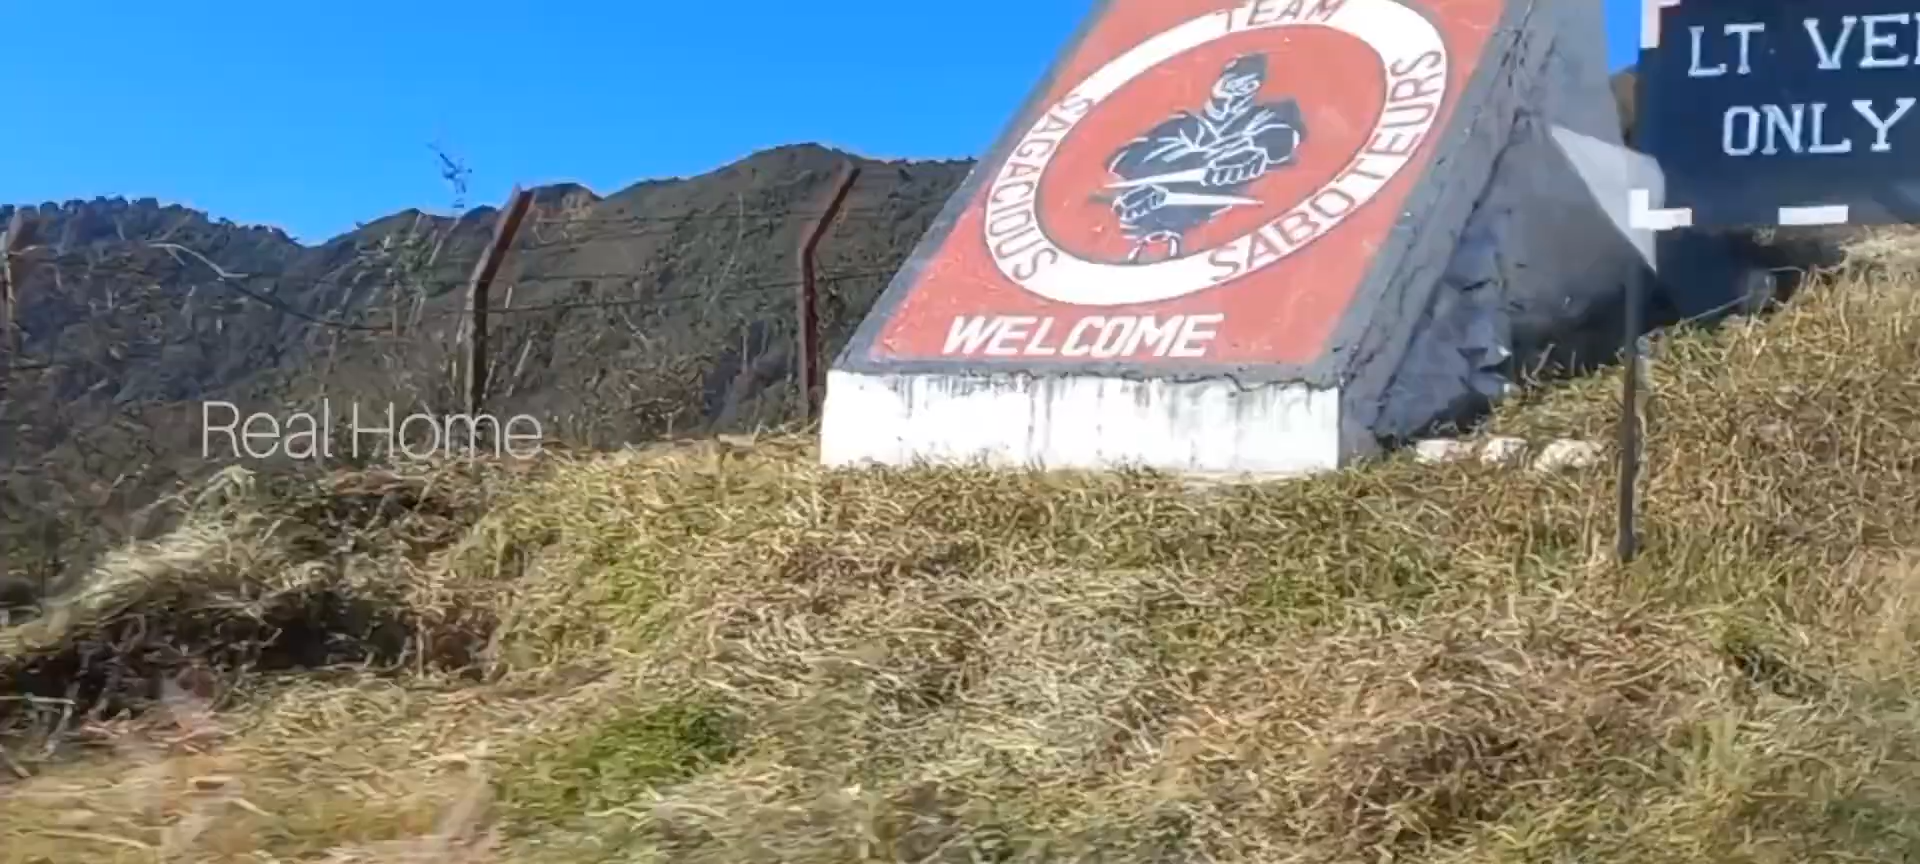 TEAM
SAGACIOUS
SABOTEURS
WELCOME
LT VE
ONLY
Real Home